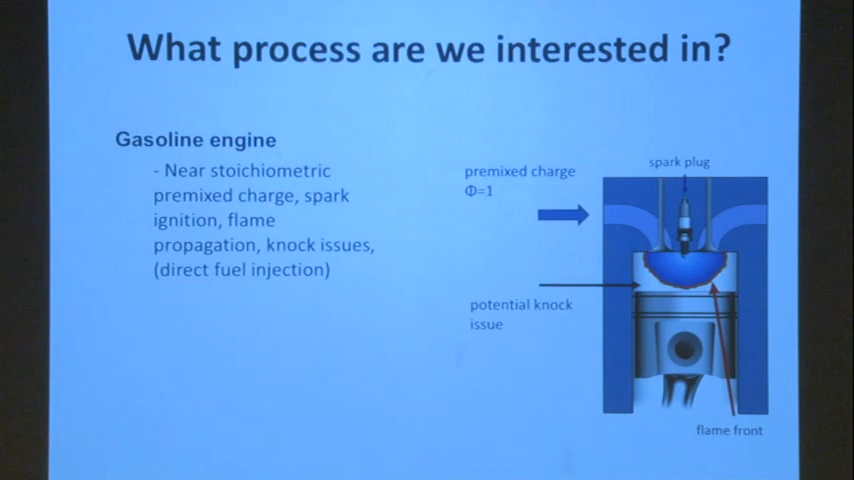 What process are we interested in?
Gasoline engine
- Near stoichiometric
premixed charge, spark
ignition, flame
propagation, knock issues,
(direct fuel injection)
premixed charge
Φ=1
spark plug
potential knock
issue
flame front